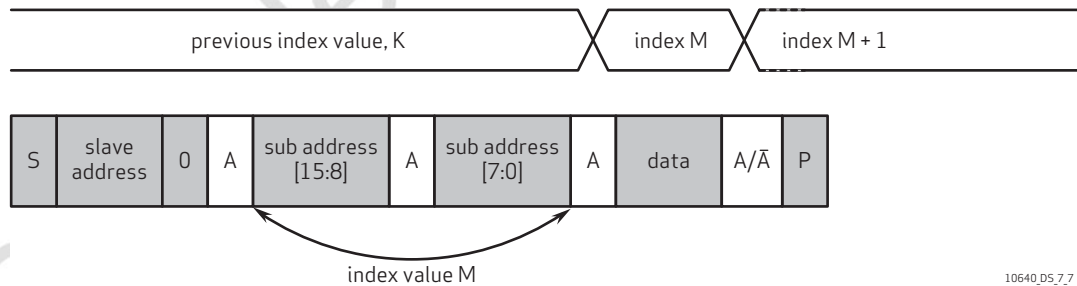 previous index value, K
index M
index M + 1
S
slave
address
0
A
sub address
[15:8]
A
sub address
[7:0]
A
data
A/Ā
P
index value M
10640_DS_7_7